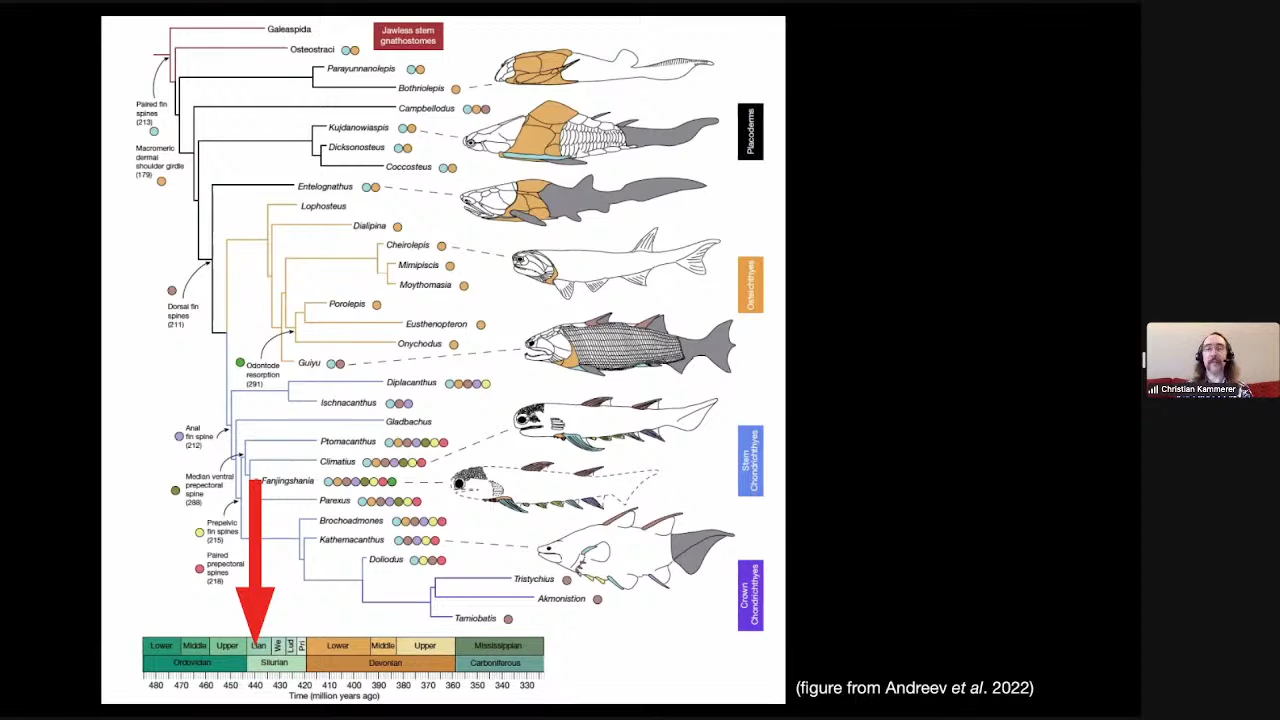 Galeaspida
Jawless stem
gnathostomes
Osteostraci
Parayunnanolepis
Bothriolepis
Paired fin
spines
(213)
Campbellodus
Placoderms
Kujdanowiaspis
Macromeric
dermal
shoulder girdle
(179)
Dicksonosteus
Coccosteus
Entelognathus
Lophosteus
Dialipina
Cheirolepis
Mimipiscis
Moythomasia
Osteichthyes
Dorsal fin
spines
(211)
Porolepis
Eusthenopteron
Onychodus
Guiyu
Odontode
resorption
(291)
Diplacanthus
Ischnacanthus
Gladbachus
Anal
fin spine
(212)
Ptomacanthus
Climatius
Stem
Chondrichthyes
Median ventral
prepectoral
spine
(288)
Fanjingshania
Parexus
Prepelvic
fin spines
(215)
Brochoadmones
Kathemacanthus
Paired
prepectoral
spines
(218)
Doliodus
Tristychius
Akmonistion
Tamiobatis
Crown
Chondrichthyes
Lower Middle Upper Llan We Lud Pri Lower Middle Upper Mississippian
Ordovidian Silurian Devonian Carboniferous
480 470 460 450 440 430 420 410 400 390 380 370 360 350 340 330
Time (million years ago)
(figure from Andreev et al. 2022)
Christian Kammerer